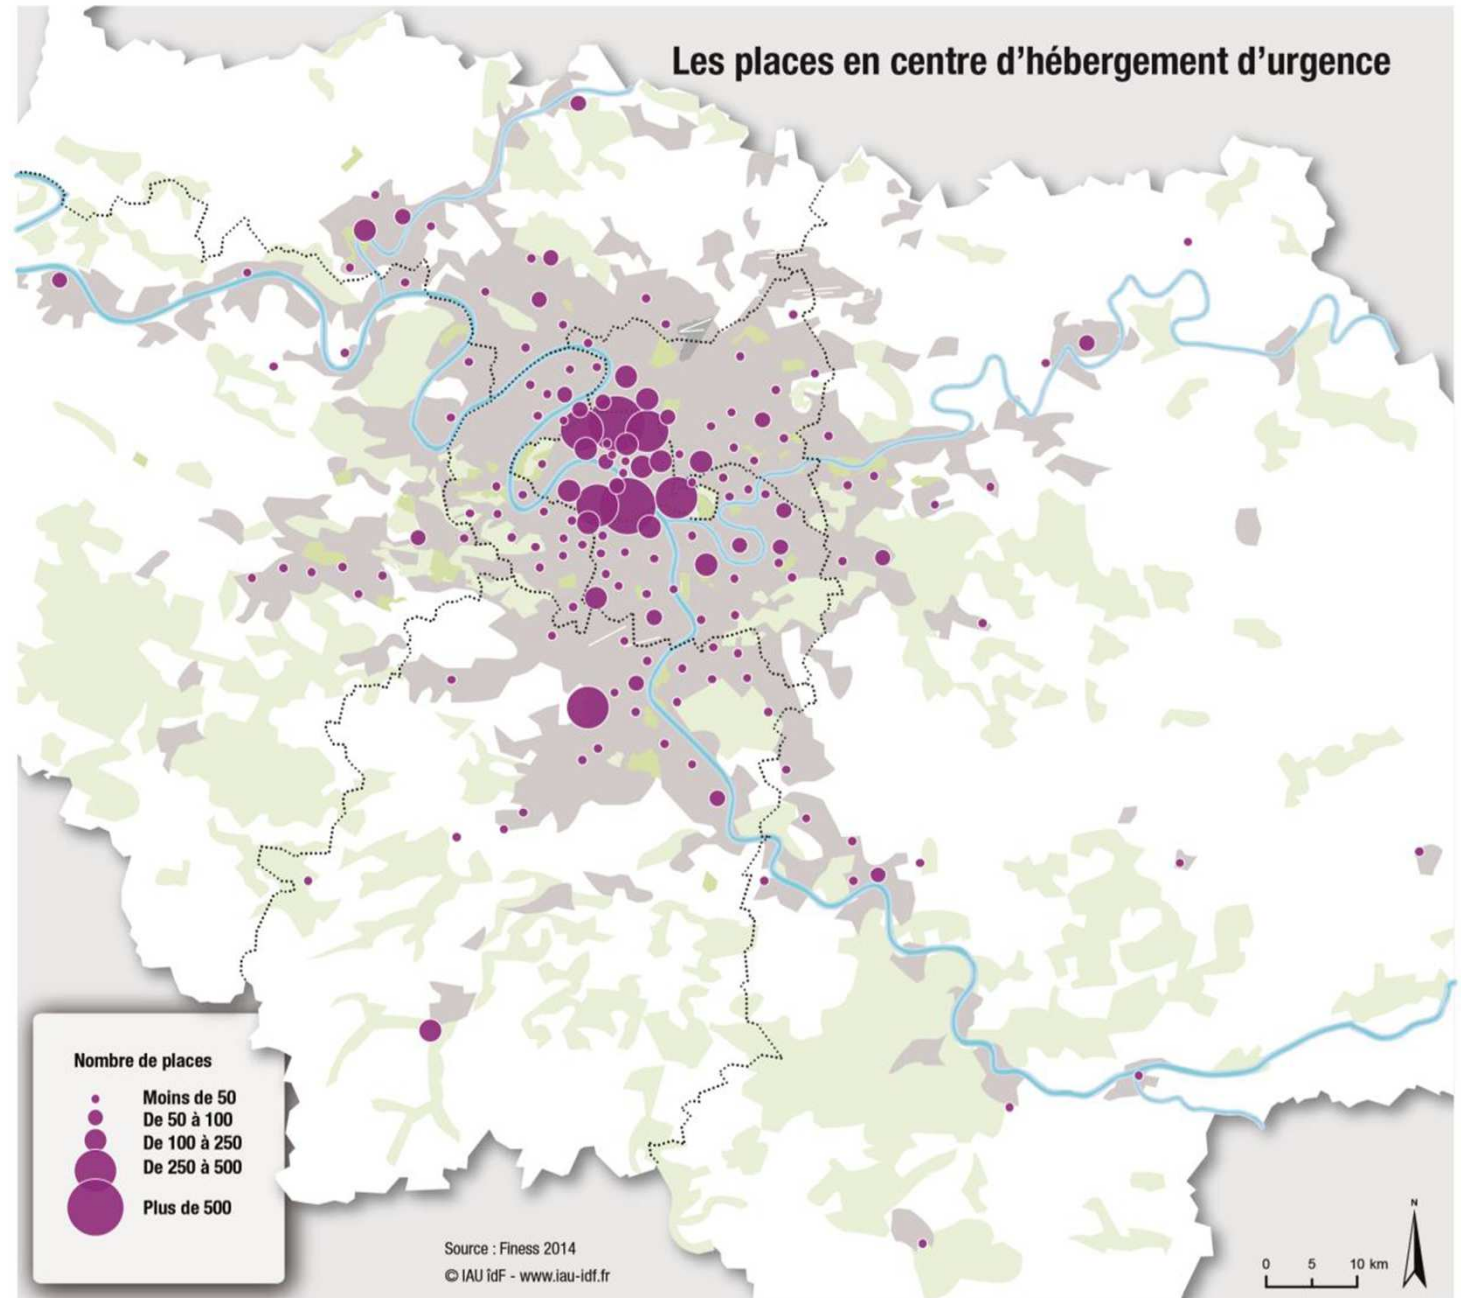 Les places en centre d'hébergement d'urgence
Nombre de places
Moins de 50
De 50 à 100
De 100 à 250
De 250 à 500
Plus de 500
Source : Finess 2014
© IAU îdF - www.iau-idf.fr
N
0 5 10 km